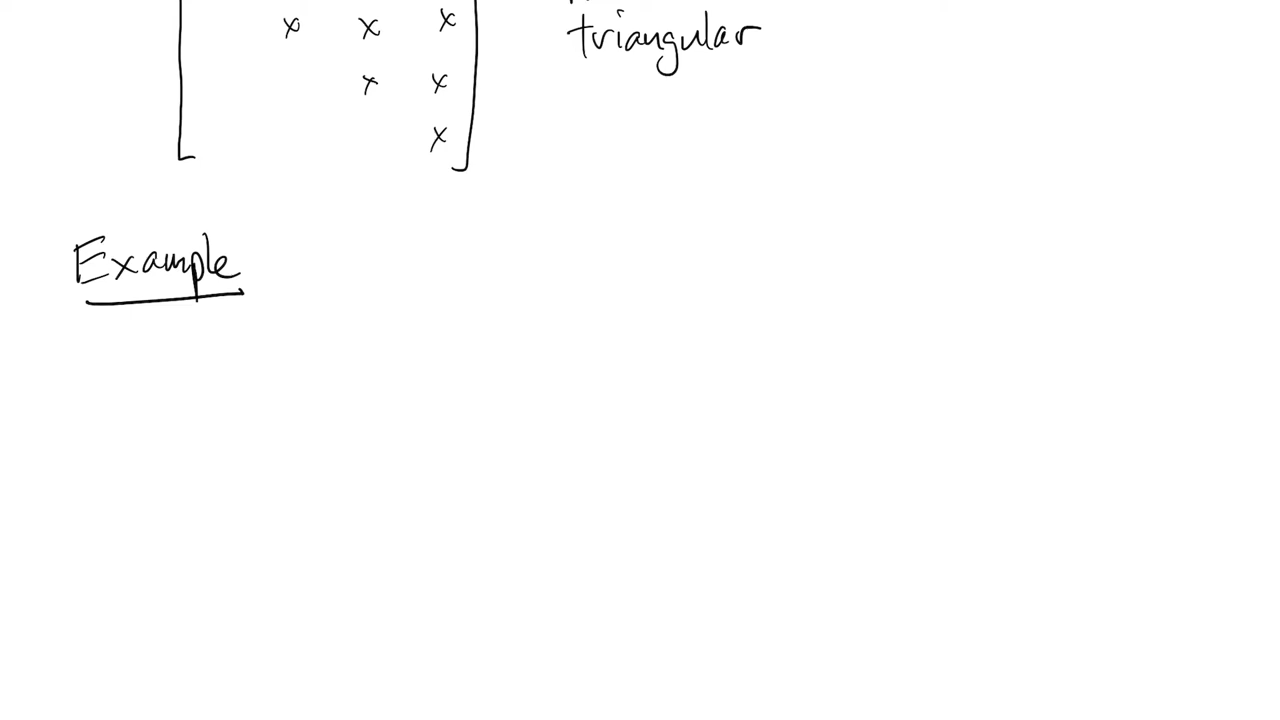 x x x
triangular
x x
x
Example